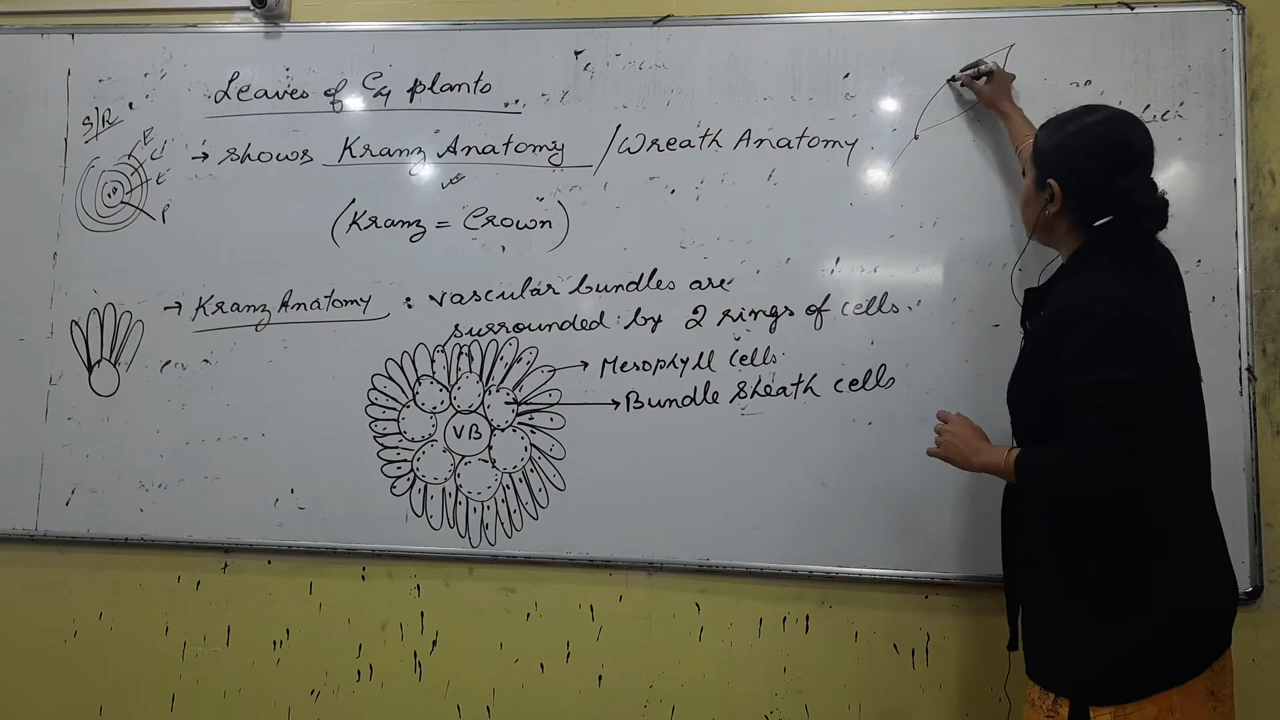 Leaves of C4 plants
S/R
E
C
E
P
VB
→ shows Kranz Anatomy / Wreath Anatomy.
(Kranz = Crown)
→ Kranz Anatomy : vascular bundles are
surrounded by 2 rings of cells.
→ Mesophyll cells.
→ Bundle Sheath cells
VB